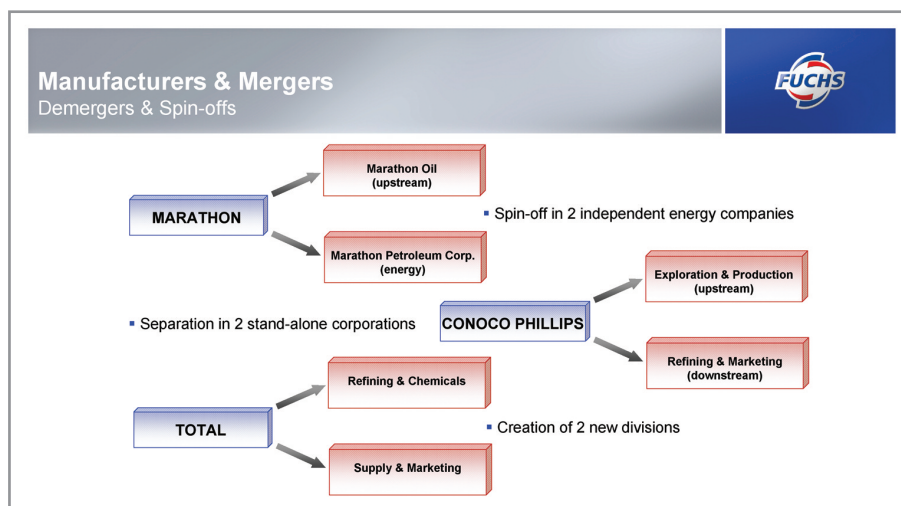 Manufacturers & Mergers
Demergers & Spin-offs
FUCHS
Marathon Oil
(upstream)
MARATHON
▪ Spin-off in 2 independent energy companies
Marathon Petroleum Corp.
(energy)
Exploration & Production
(upstream)
▪ Separation in 2 stand-alone corporations
CONOCO PHILLIPS
Refining & Marketing
(downstream)
Refining & Chemicals
TOTAL
▪ Creation of 2 new divisions
Supply & Marketing